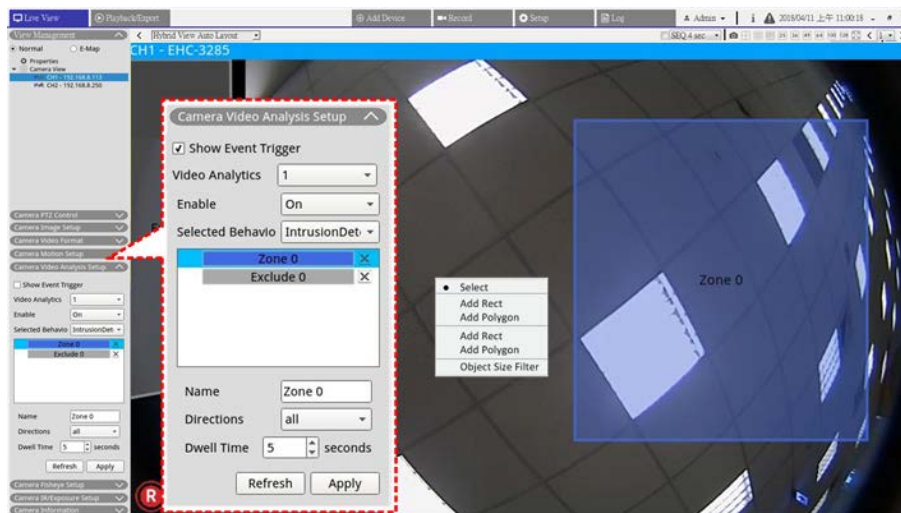 Live View
Playback/Export
Add Device
Record
Setup
Log
Admin
2018/04/11 上午 11:00:18
View Management
Hybrid View Auto Layout
SEQ 4 sec
Normal
E-Map
Properties
Camera View
CH1 - 192.168.8.113
CH2 - 192.168.8.250
CH1 - EHC-3285
Camera PTZ Control
Camera Image Setup
Camera Video Format
Camera Motion Setup
Camera Video Analysis Setup
Show Event Trigger
Video Analytics 1
Enable On
Selected Behavio IntrusionDet
Zone 0
Exclude 0
Name Zone 0
Directions all
Dwell Time 5 seconds
Refresh Apply
Camera Fisheye Setup
Camera IR/Exposure Setup
Camera Information
Camera Video Analysis Setup
Show Event Trigger
Video Analytics 1
Enable On
Selected Behavio IntrusionDet
Zone 0
Exclude 0
Name Zone 0
Directions all
Dwell Time 5 seconds
Refresh Apply
R
Select
Add Rect
Add Polygon
Add Rect
Add Polygon
Object Size Filter
Zone 0